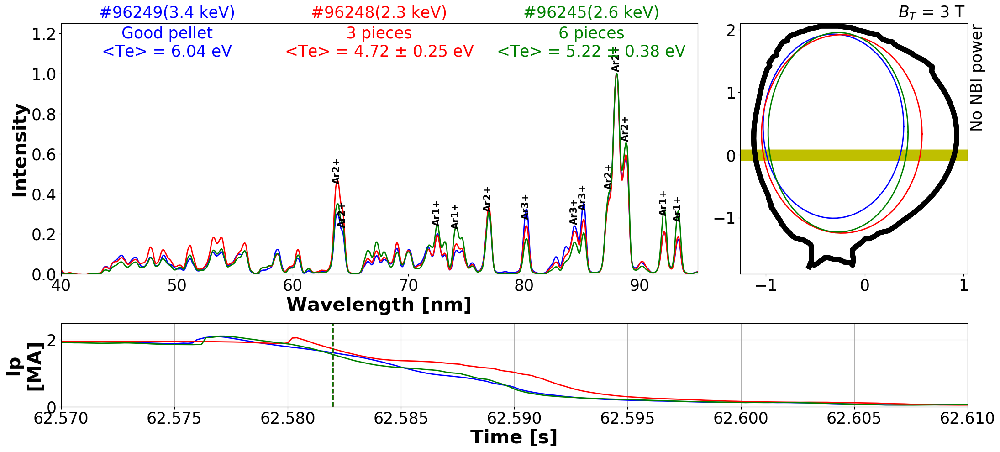 #96249(3.4 keV)
#96248(2.3 keV)
#96245(2.6 keV)
B_T = 3 T
Good pellet
3 pieces
6 pieces
<Te> = 6.04 eV
<Te> = 4.72 ± 0.25 eV
<Te> = 5.22 ± 0.38 eV
No NBI power
Intensity
1.2
1.0
0.8
0.6
0.4
0.2
0.0
Ar2+
Ar2+
Ar1+
Ar1+
Ar2+
Ar3+
Ar3+
Ar3+
Ar2+
Ar2+
Ar2+
Ar1+
Ar1+
40
50
60
70
80
90
Wavelength [nm]
2
1
0
−1
−1
0
1
Ip
[MA]
2
0
62.570
62.575
62.580
62.585
62.590
62.595
62.600
62.605
62.610
Time [s]